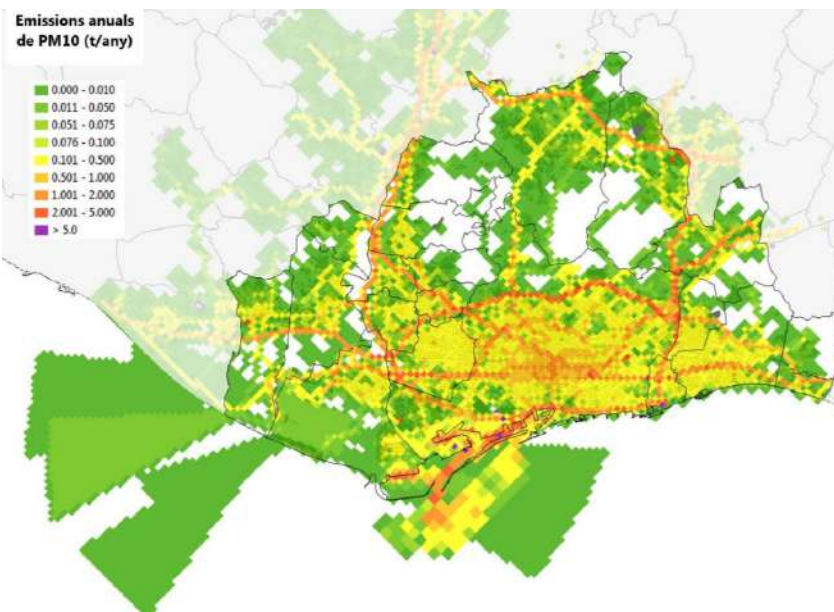 Emissions anuals
de PM10 (t/any)
0.000 - 0.010
0.011 - 0.050
0.051 - 0.075
0.076 - 0.100
0.101 - 0.500
0.501 - 1.000
1.001 - 2.000
2.001 - 5.000
> 5.0